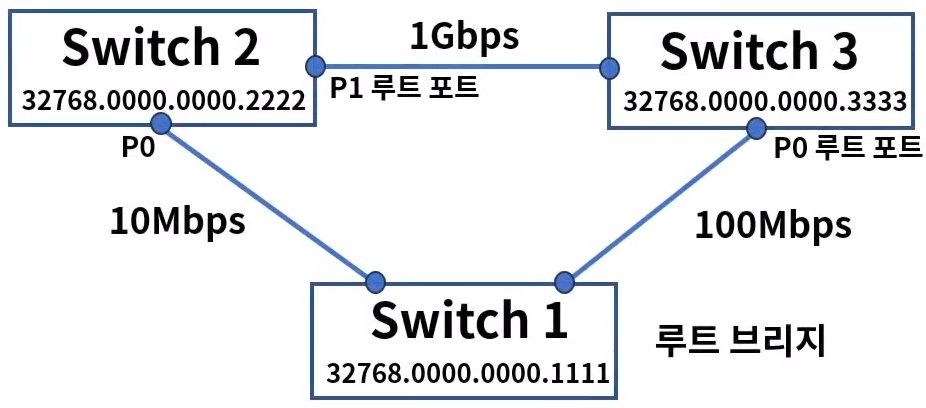 Switch 2
32768.0000.0000.2222
1Gbps
P1 루트 포트
Switch 3
32768.0000.0000.3333
P0
P0 루트 포트
10Mbps
100Mbps
Switch 1
32768.0000.0000.1111
루트 브리지